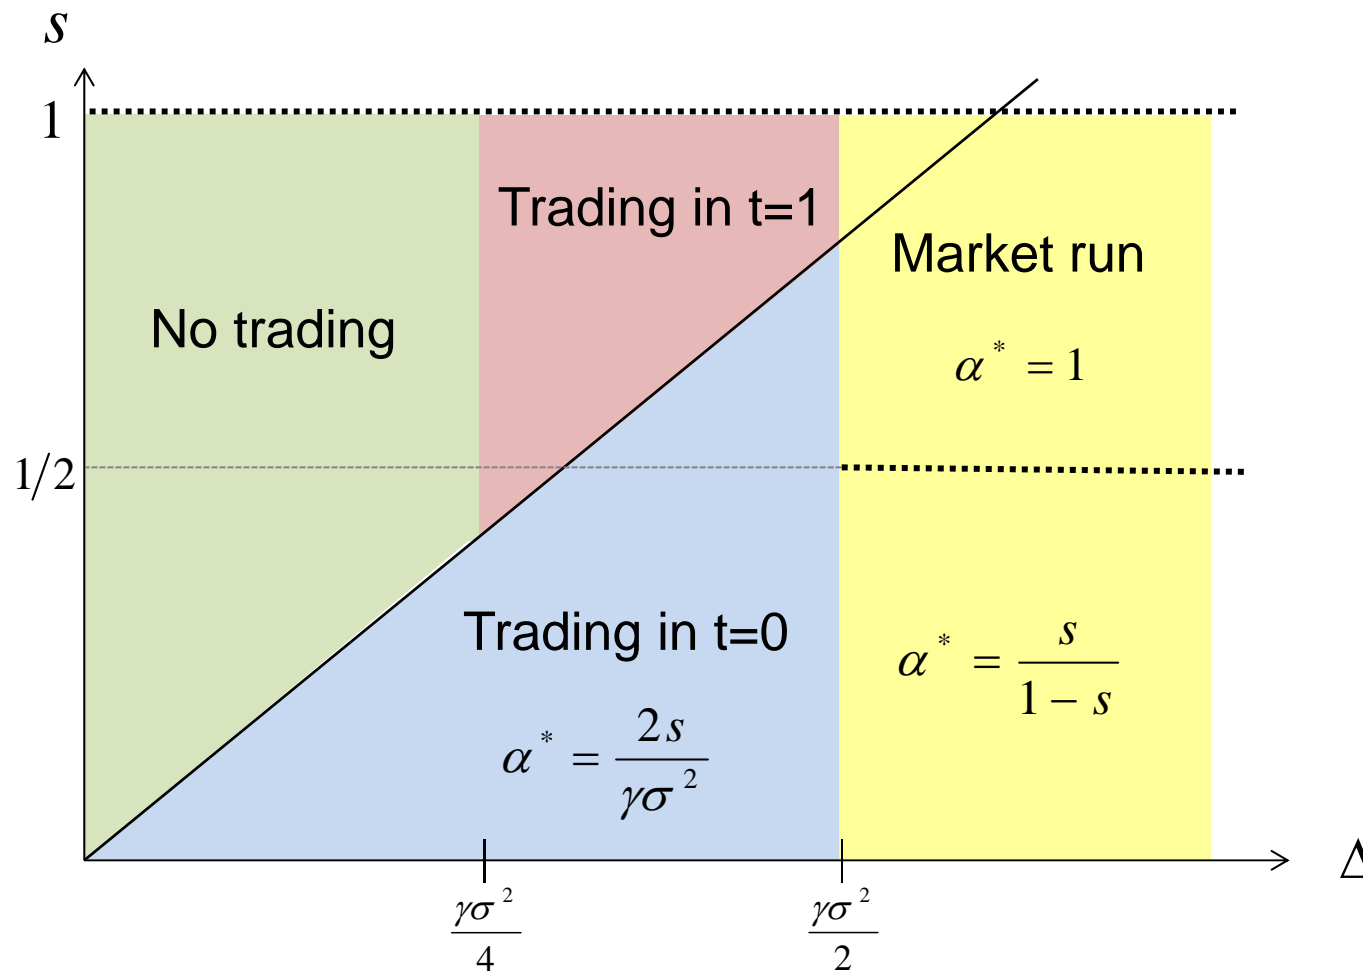 s
1
Trading in t=1
Market run
No trading
α* = 1
1/2
Trading in t=0
α* = s / (1 − s)
α* = 2s / γσ²
Δ
γσ² / 4
γσ² / 2